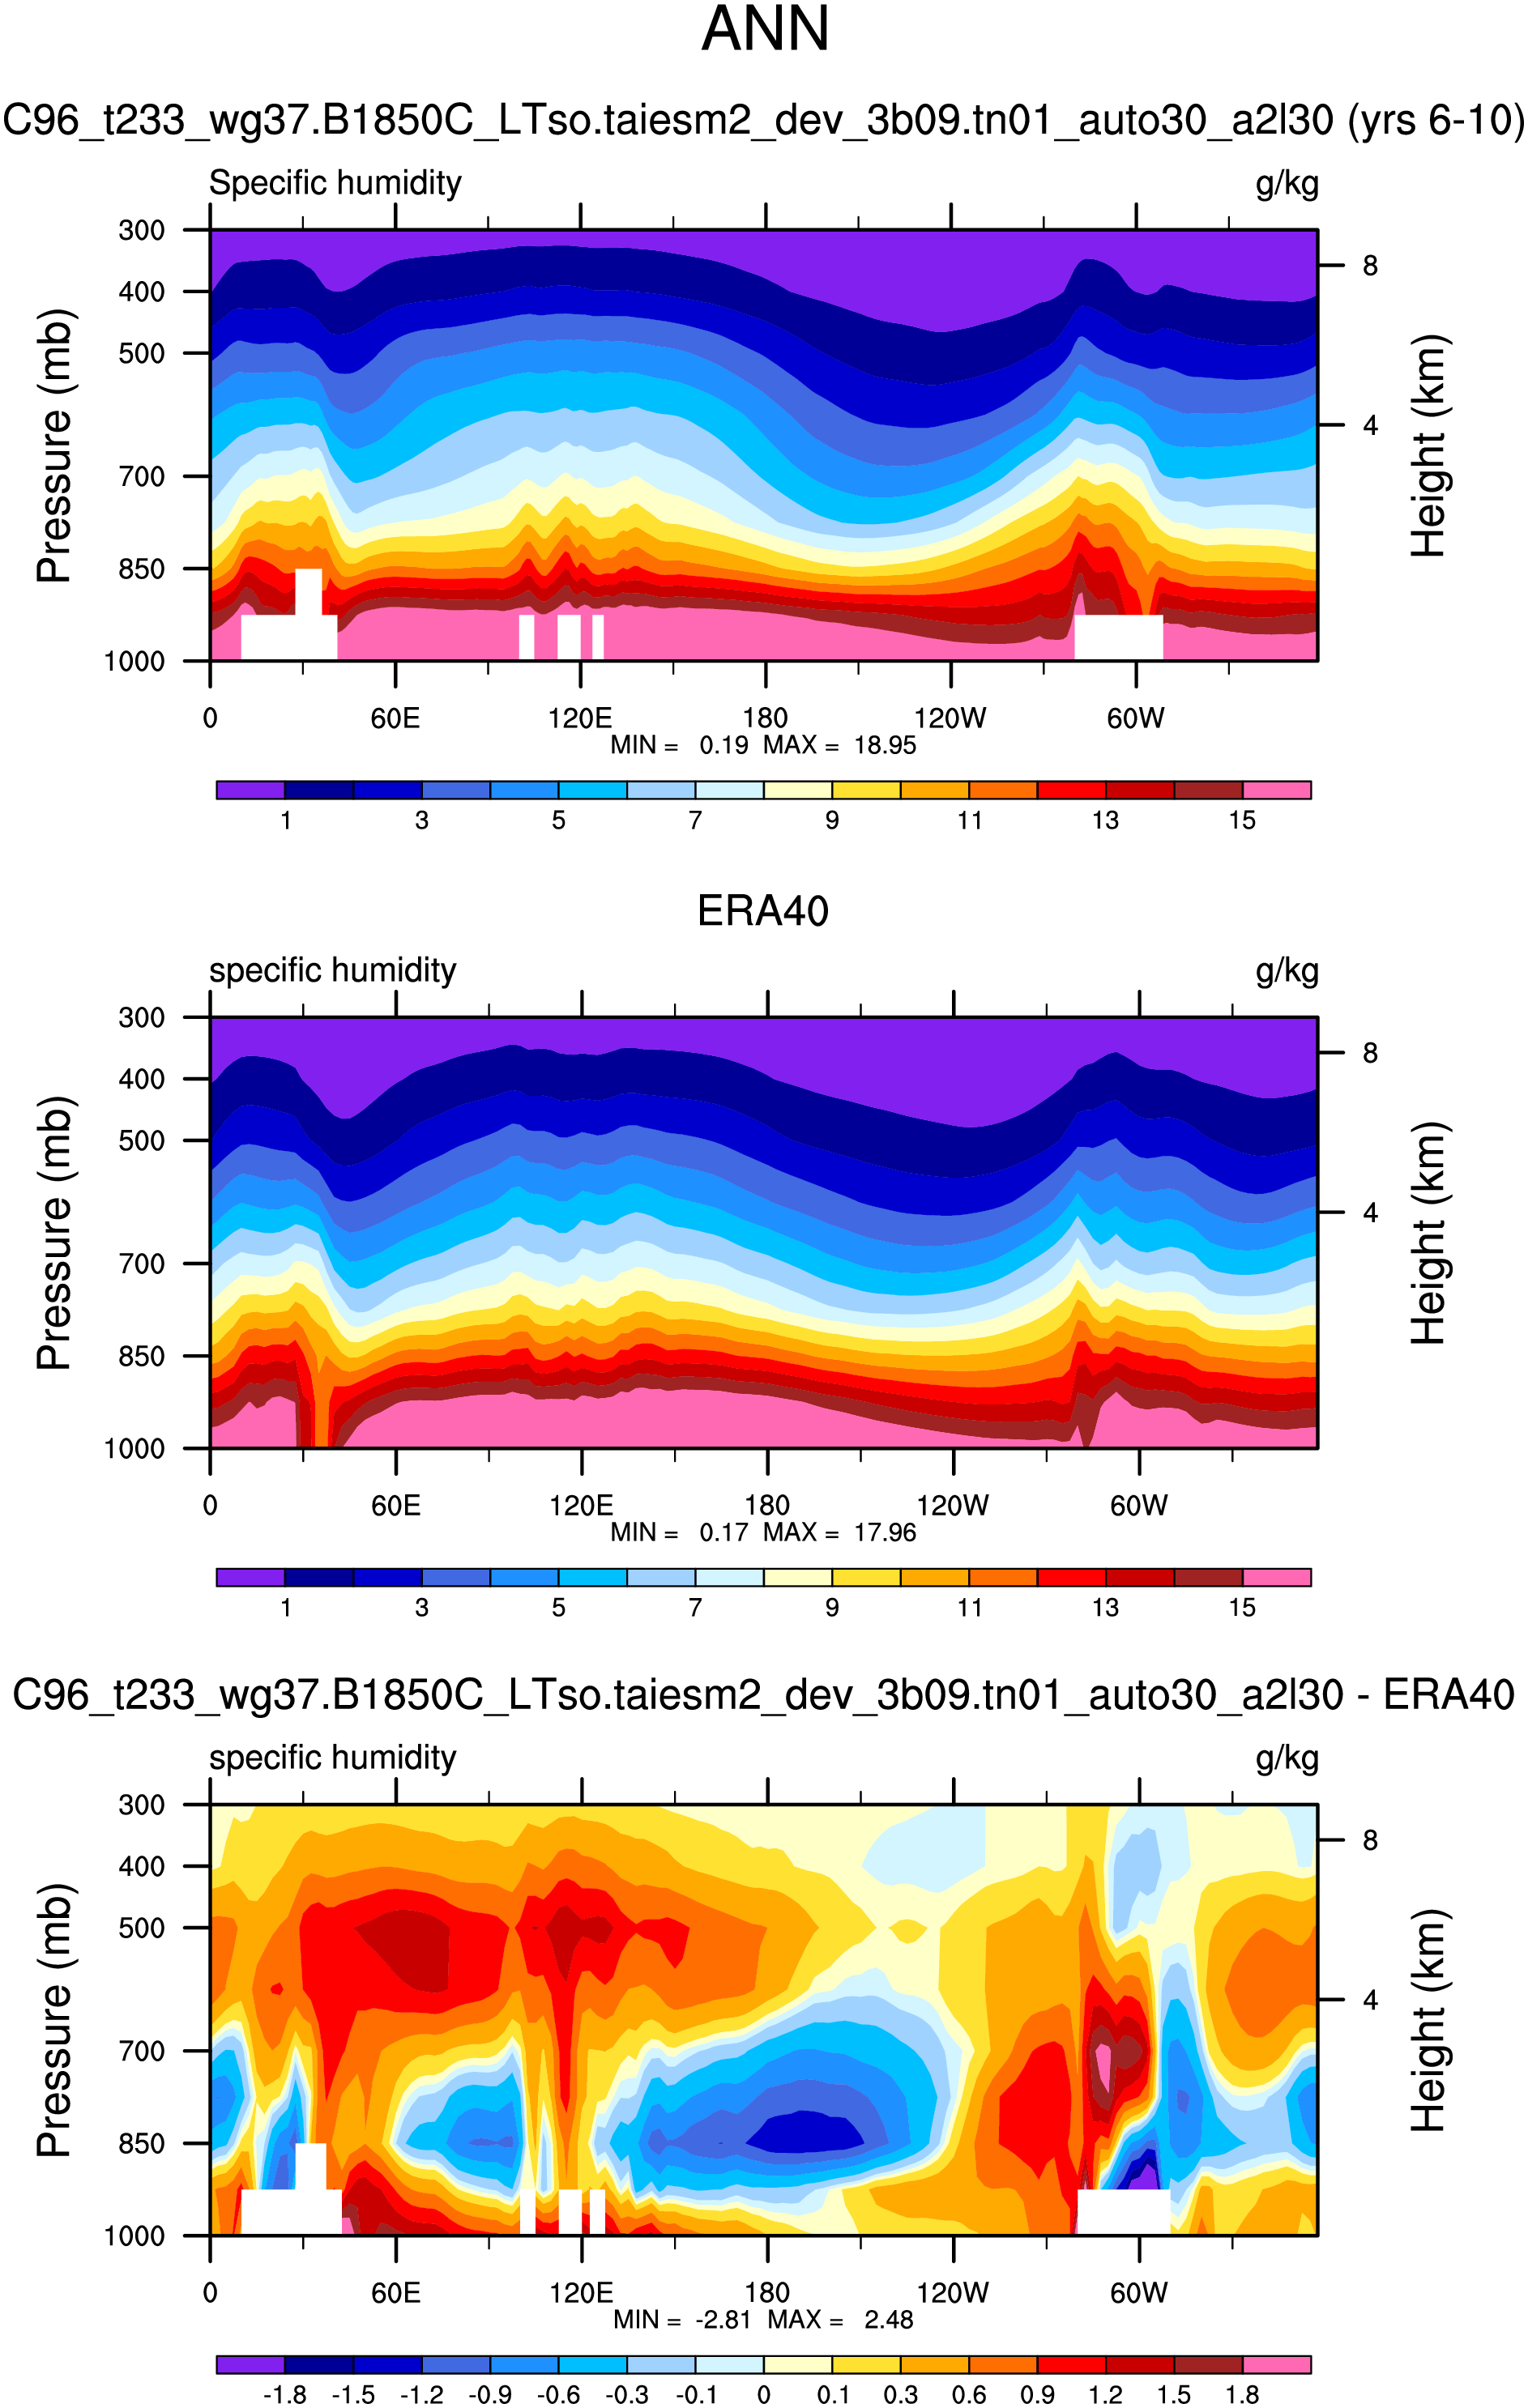 ANN
C96_t233_wg37.B1850C_LTso.taiesm2_dev_3b09.tn01_auto30_a2l30 (yrs 6-10)
Specific humidity g/kg
Pressure (mb)
300
400
500
700
850
1000
8
4
Height (km)
0 60E 120E 180 120W 60W
MIN = 0.19 MAX = 18.95
1 3 5 7 9 11 13 15
ERA40
specific humidity g/kg
Pressure (mb)
300
400
500
700
850
1000
8
4
Height (km)
0 60E 120E 180 120W 60W
MIN = 0.17 MAX = 17.96
1 3 5 7 9 11 13 15
C96_t233_wg37.B1850C_LTso.taiesm2_dev_3b09.tn01_auto30_a2l30 - ERA40
specific humidity g/kg
Pressure (mb)
300
400
500
700
850
1000
8
4
Height (km)
0 60E 120E 180 120W 60W
MIN = -2.81 MAX = 2.48
-1.8 -1.5 -1.2 -0.9 -0.6 -0.3 -0.1 0 0.1 0.3 0.6 0.9 1.2 1.5 1.8